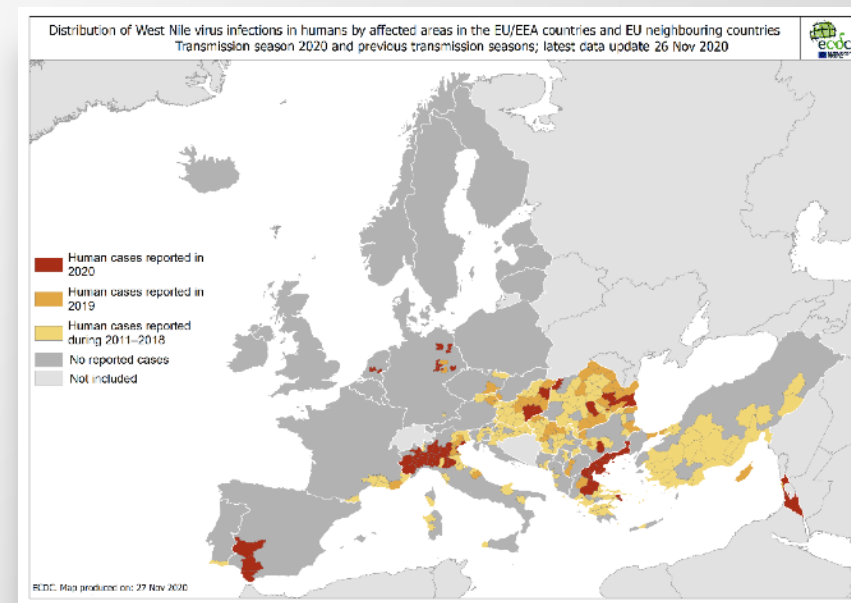 Distribution of West Nile virus infections in humans by affected areas in the EU/EEA countries and EU neighbouring countries
Transmission season 2020 and previous transmission seasons; latest data update 26 Nov 2020
ecdc
Human cases reported in
2020
Human cases reported in
2019
Human cases reported
during 2011–2018
No reported cases
Not included
ECDC. Map produced on: 27 Nov 2020